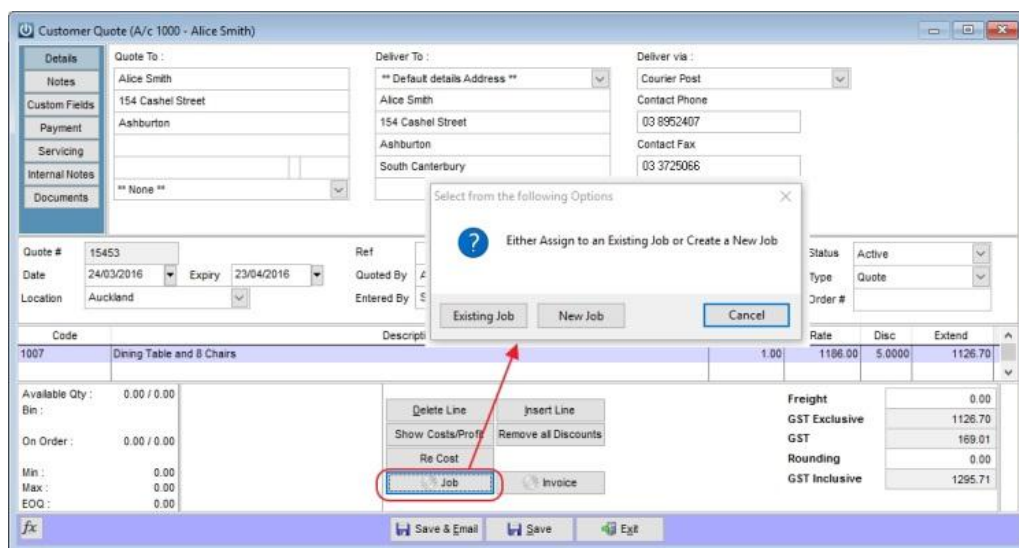 Customer Quote (A/c 1000 - Alice Smith)
Details
Notes
Custom Fields
Payment
Servicing
Internal Notes
Documents
Quote To :
Alice Smith
154 Cashel Street
Ashburton
** None **
Deliver To :
** Default details Address **
Alice Smith
154 Cashel Street
Ashburton
South Canterbury
Deliver via :
Courier Post
Contact Phone
03 8952407
Contact Fax
03 3725066
Select from the following Options
Either Assign to an Existing Job or Create a New Job
Existing Job New Job Cancel
Quote # 15453
Date 24/03/2016 Expiry 23/04/2016
Location Auckland
Ref
Quoted By A
Entered By S
Status Active
Type Quote
Order #
Code Descripti Rate Disc Extend
1007 Dining Table and 8 Chairs 1.00 1186.00 5.0000 1126.70
Available Qty : 0.00 / 0.00
Bin :
On Order : 0.00 / 0.00
Min : 0.00
Max : 0.00
EOQ : 0.00
Delete Line Insert Line
Show Costs/Profit Remove all Discounts
Re Cost
Job Invoice
Freight 0.00
GST Exclusive 1126.70
GST 169.01
Rounding 0.00
GST Inclusive 1295.71
fx Save & Email Save Exit